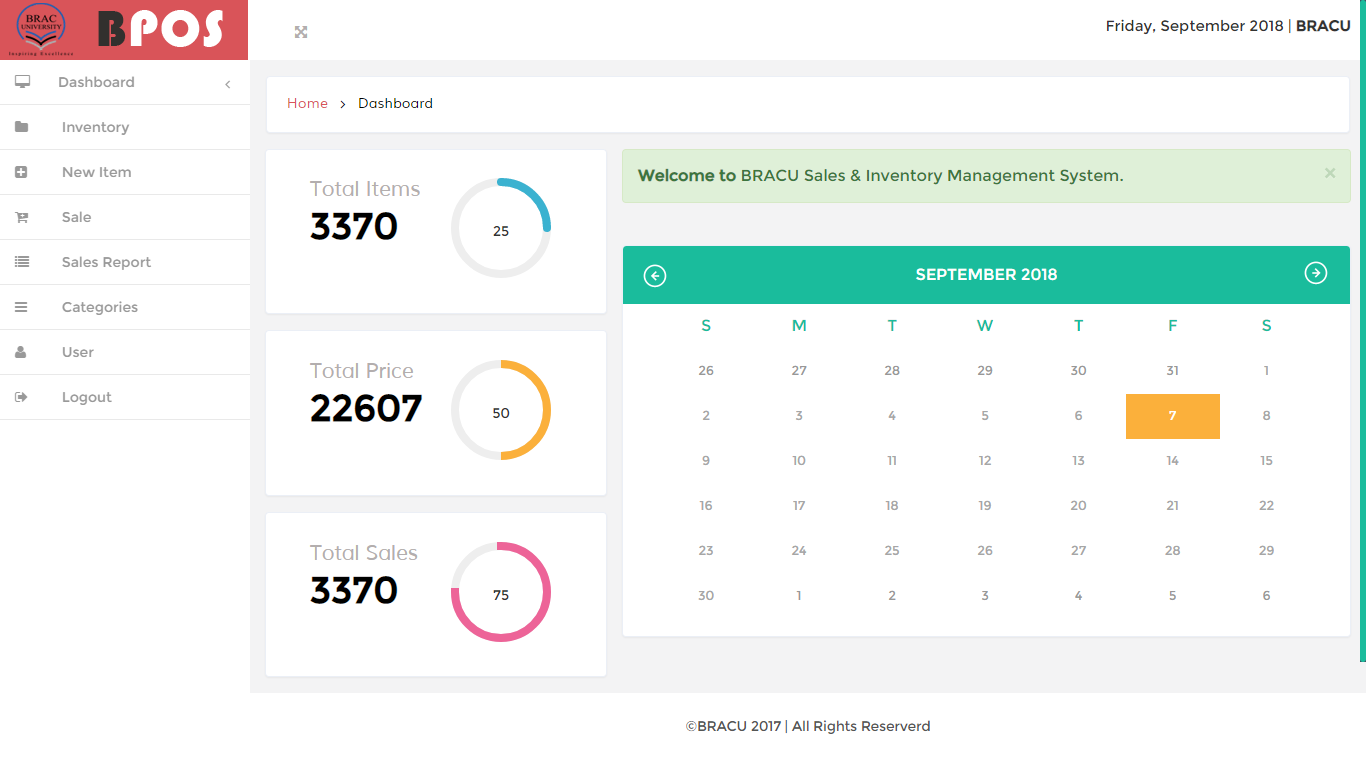 BRAC
UNIVERSITY
Inspiring Excellence
BPOS
Friday, September 2018 | BRACU
Dashboard
Inventory
New Item
Sale
Sales Report
Categories
User
Logout
Home > Dashboard
Total Items
3370
25
Total Price
22607
50
Total Sales
3370
75
Welcome to BRACU Sales & Inventory Management System.
×
SEPTEMBER 2018
S M T W T F S
26 27 28 29 30 31 1
2 3 4 5 6 7 8
9 10 11 12 13 14 15
16 17 18 19 20 21 22
23 24 25 26 27 28 29
30 1 2 3 4 5 6
©BRACU 2017 | All Rights Reserverd